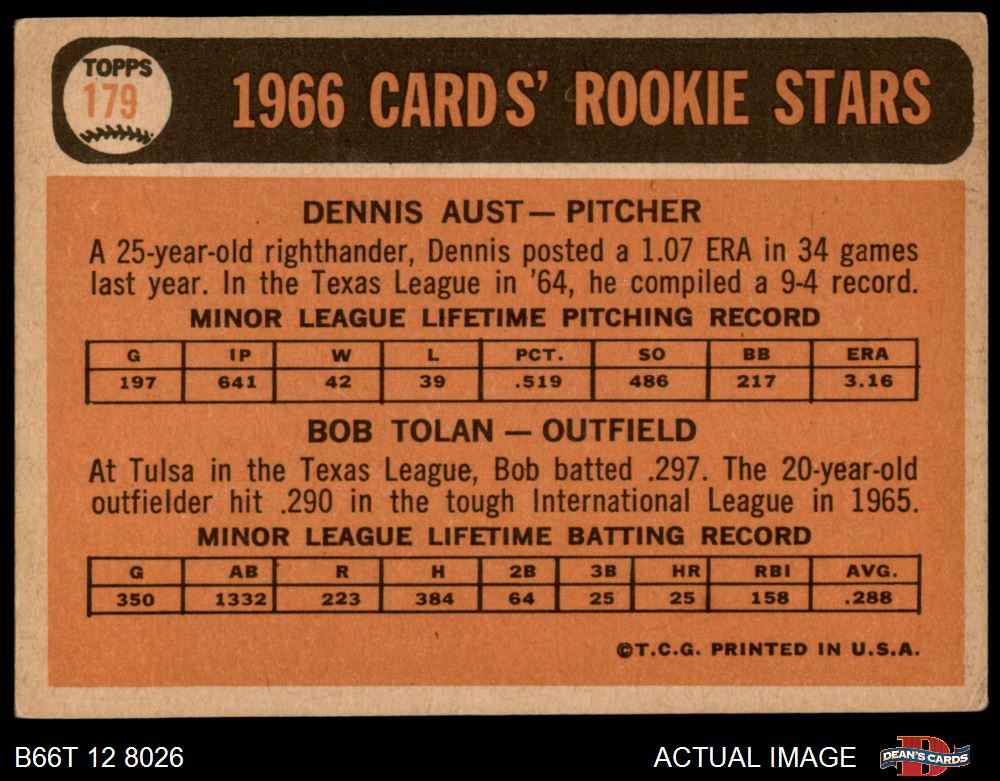 TOPPS
179
1966 CARDS' ROOKIE STARS
DENNIS AUST — PITCHER
A 25-year-old righthander, Dennis posted a 1.07 ERA in 34 games
last year. In the Texas League in '64, he compiled a 9-4 record.
MINOR LEAGUE LIFETIME PITCHING RECORD
G IP W L PCT. SO BB ERA
197 641 42 39 .519 486 217 3.16
BOB TOLAN — OUTFIELD
At Tulsa in the Texas League, Bob batted .297. The 20-year-old
outfielder hit .290 in the tough International League in 1965.
MINOR LEAGUE LIFETIME BATTING RECORD
G AB R H 2B 3B HR RBI AVG.
350 1332 223 384 64 25 25 158 .288
©T.C.G. PRINTED IN U.S.A.
B66T 12 8026 ACTUAL IMAGE DEAN'S CARDS